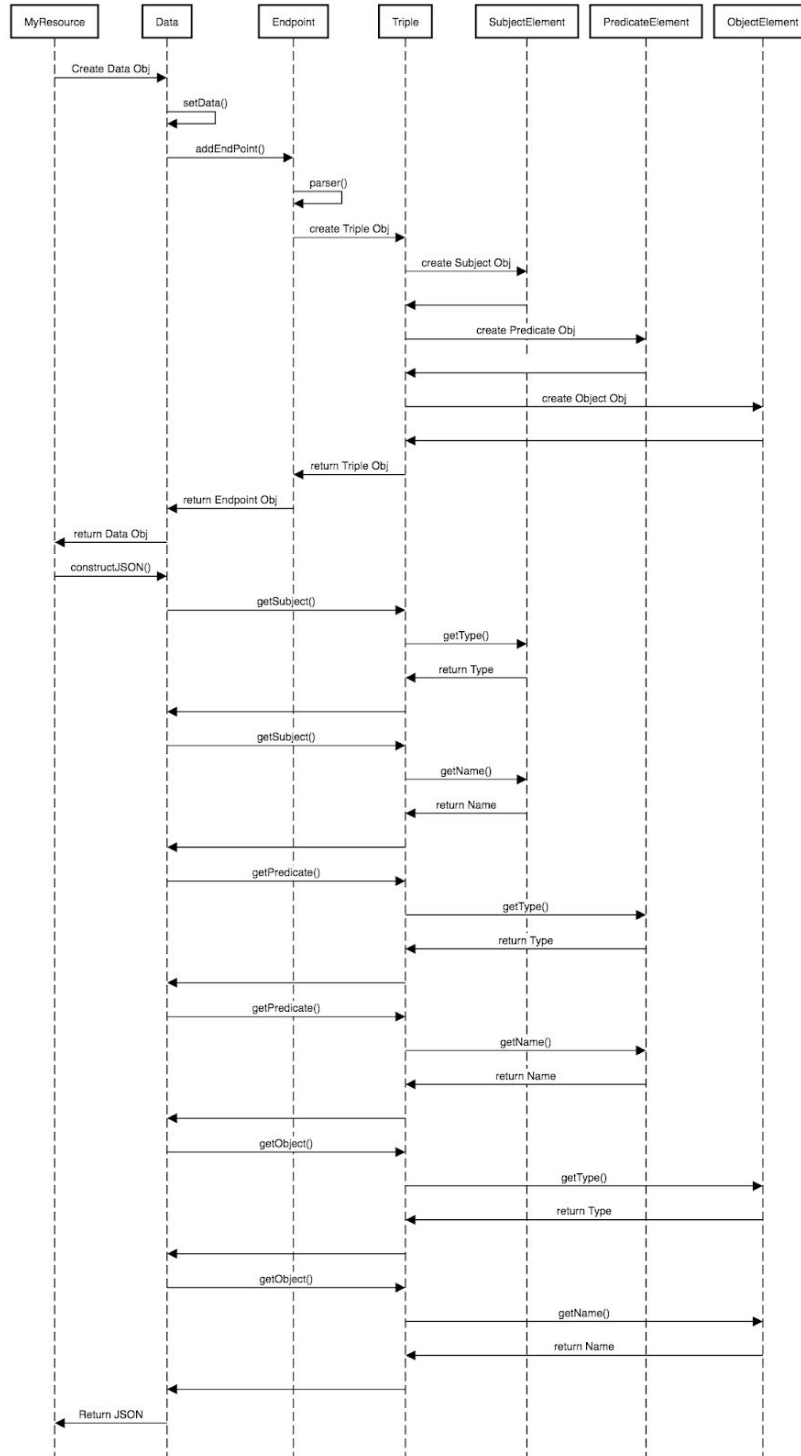 MyResource
Data
Endpoint
Triple
SubjectElement
PredicateElement
ObjectElement
Create Data Obj
setData()
addEndPoint()
parser()
create Triple Obj
create Subject Obj
create Predicate Obj
create Object Obj
return Triple Obj
return Endpoint Obj
return Data Obj
constructJSON()
getSubject()
getType()
return Type
getSubject()
getName()
return Name
getPredicate()
getType()
return Type
getPredicate()
getName()
return Name
getObject()
getType()
return Type
getObject()
getName()
return Name
Return JSON